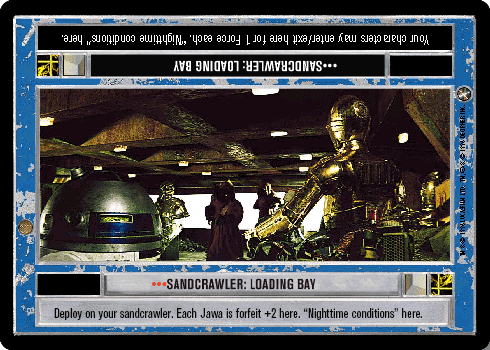 Your characters may enter/exit here for 1 Force each. "Nighttime conditions" here.
•••SANDCRAWLER: LOADING BAY
•••SANDCRAWLER: LOADING BAY
Deploy on your sandcrawler. Each Jawa is forfeit +2 here. "Nighttime conditions" here.